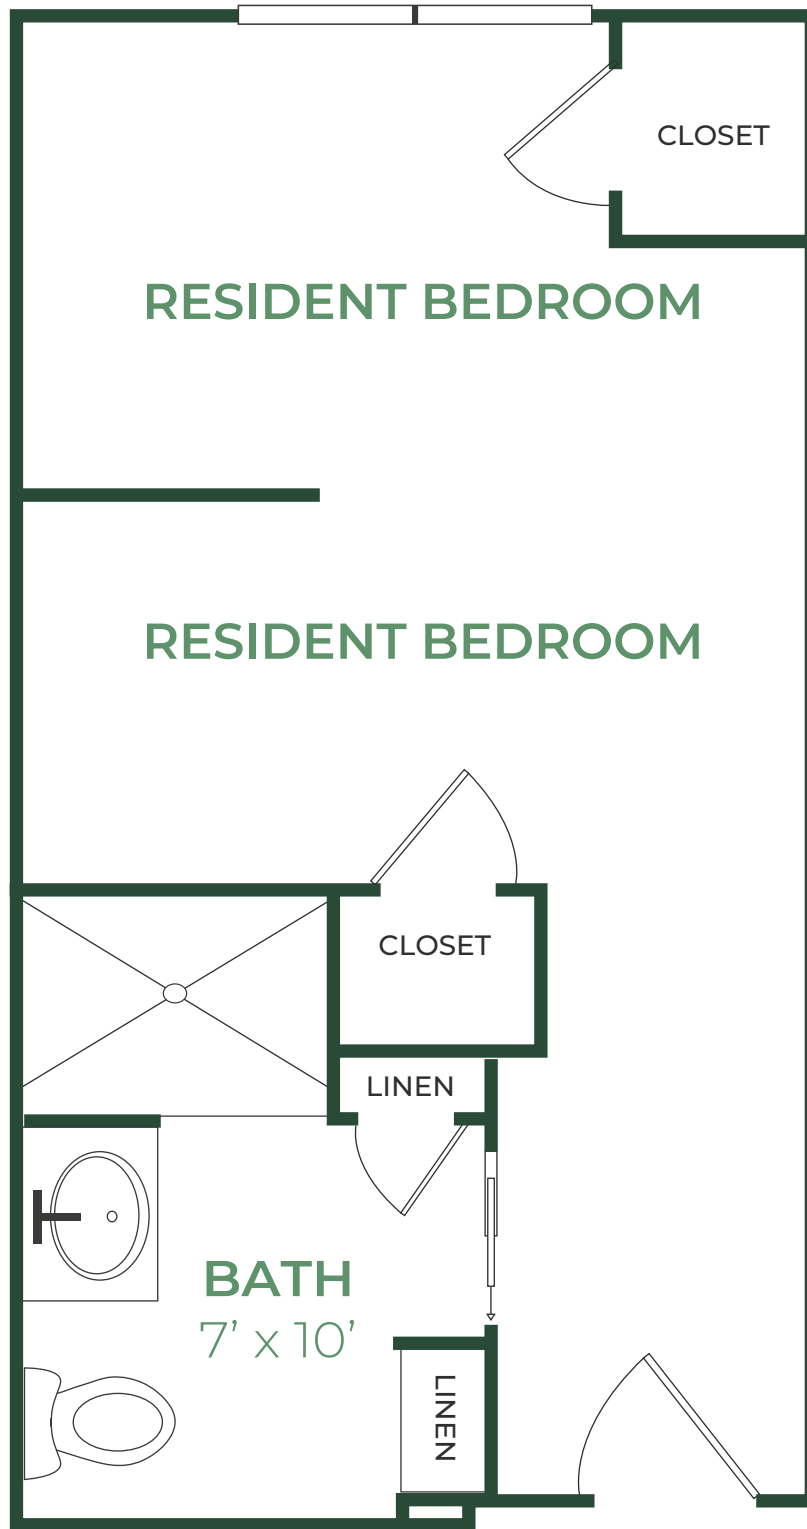 CLOSET
RESIDENT BEDROOM
RESIDENT BEDROOM
CLOSET
LINEN
BATH
7’ x 10’
LINEN